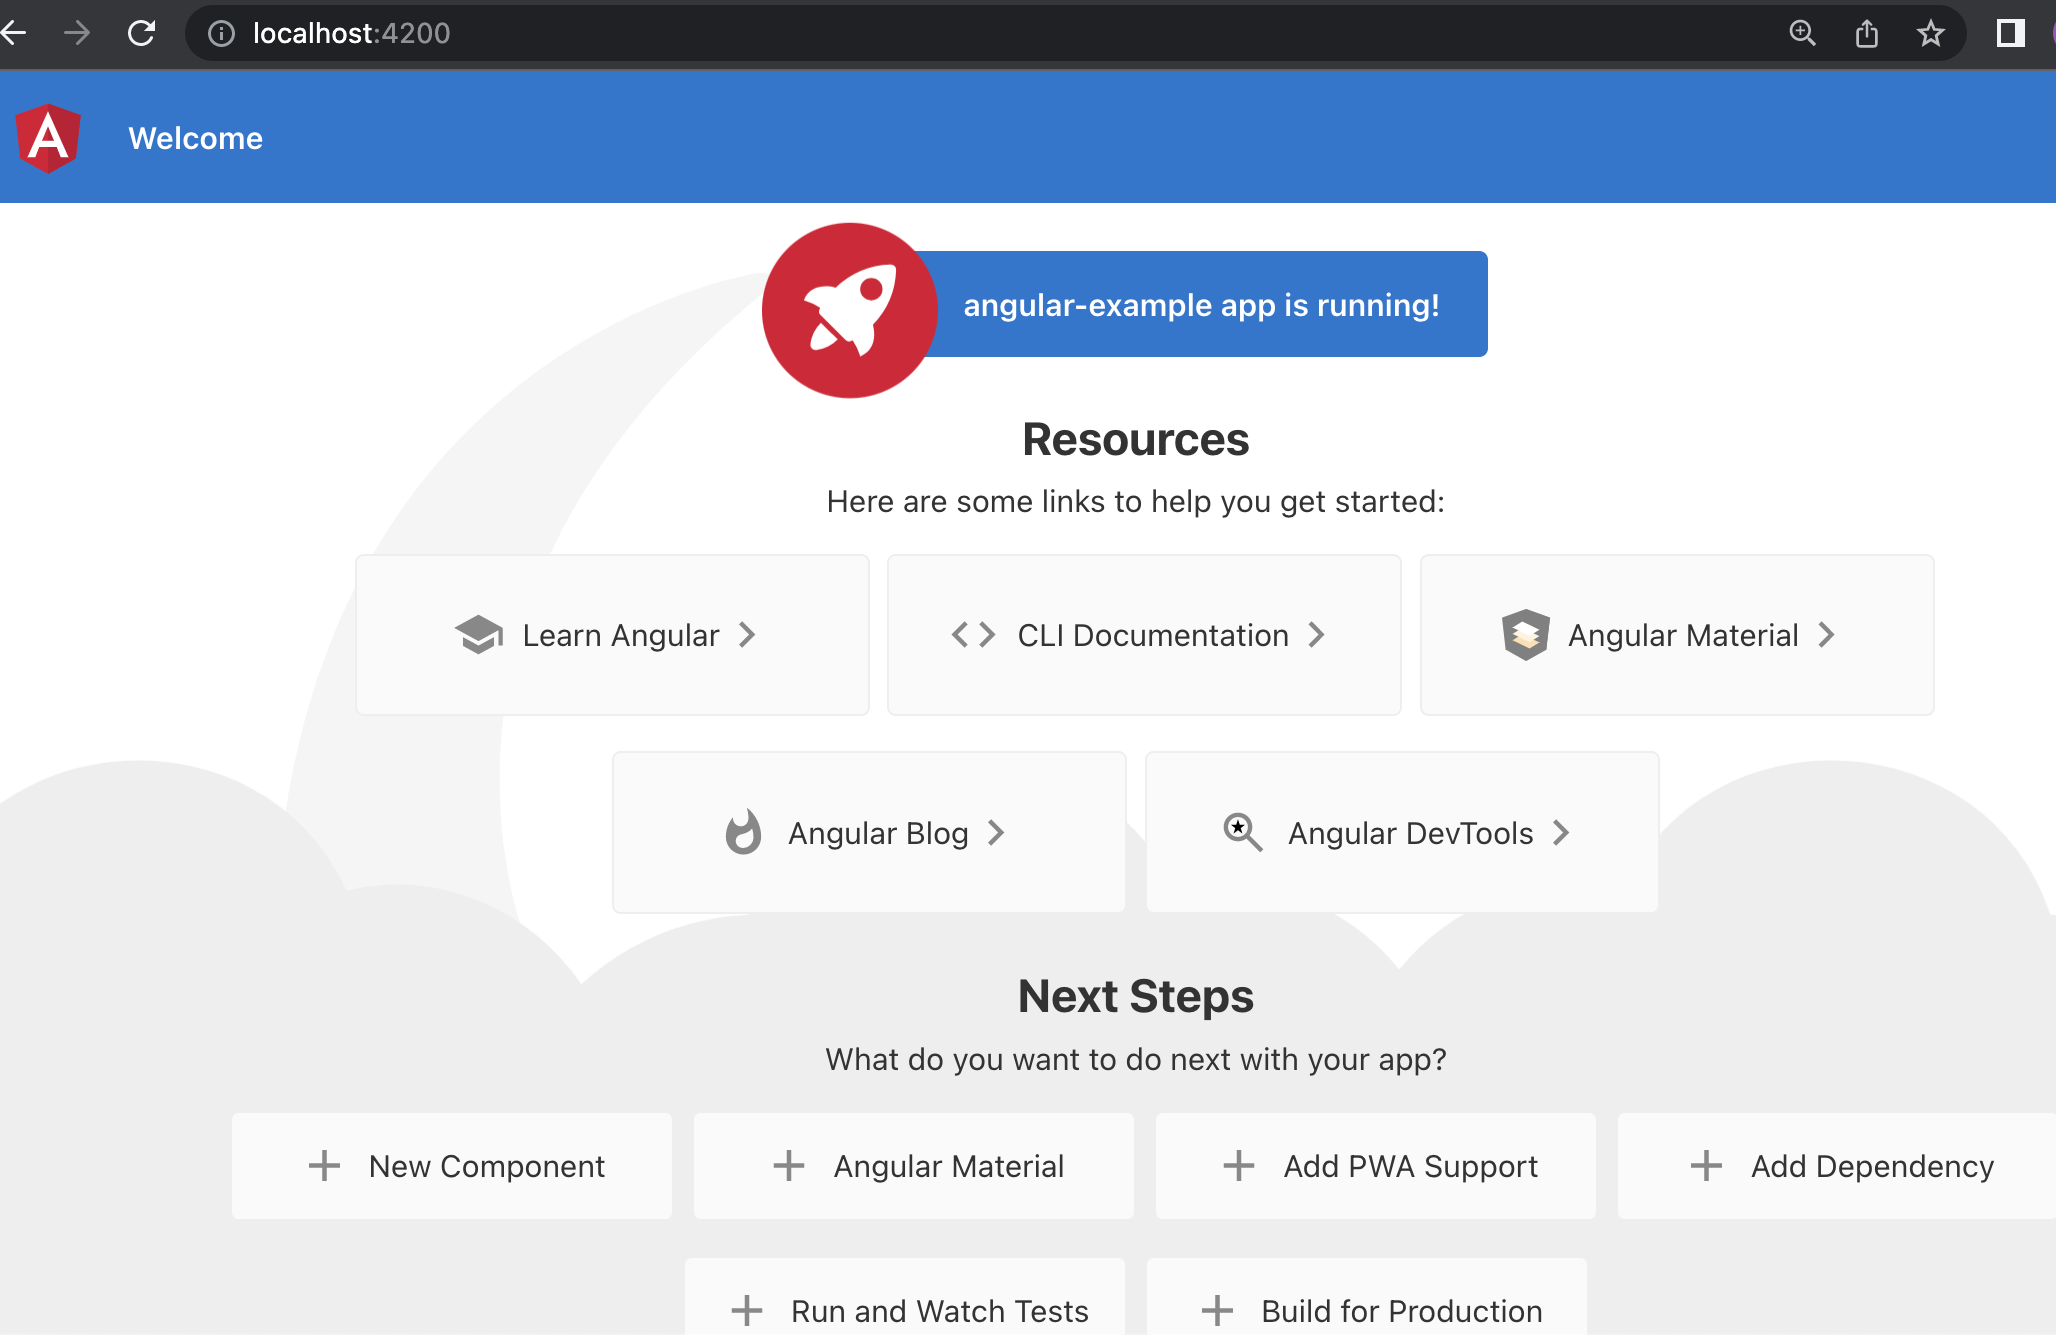 localhost:4200
Welcome
angular-example app is running!
Resources
Here are some links to help you get started:
Learn Angular
CLI Documentation
Angular Material
Angular Blog
Angular DevTools
Next Steps
What do you want to do next with your app?
New Component
Angular Material
Add PWA Support
Add Dependency
Run and Watch Tests
Build for Production